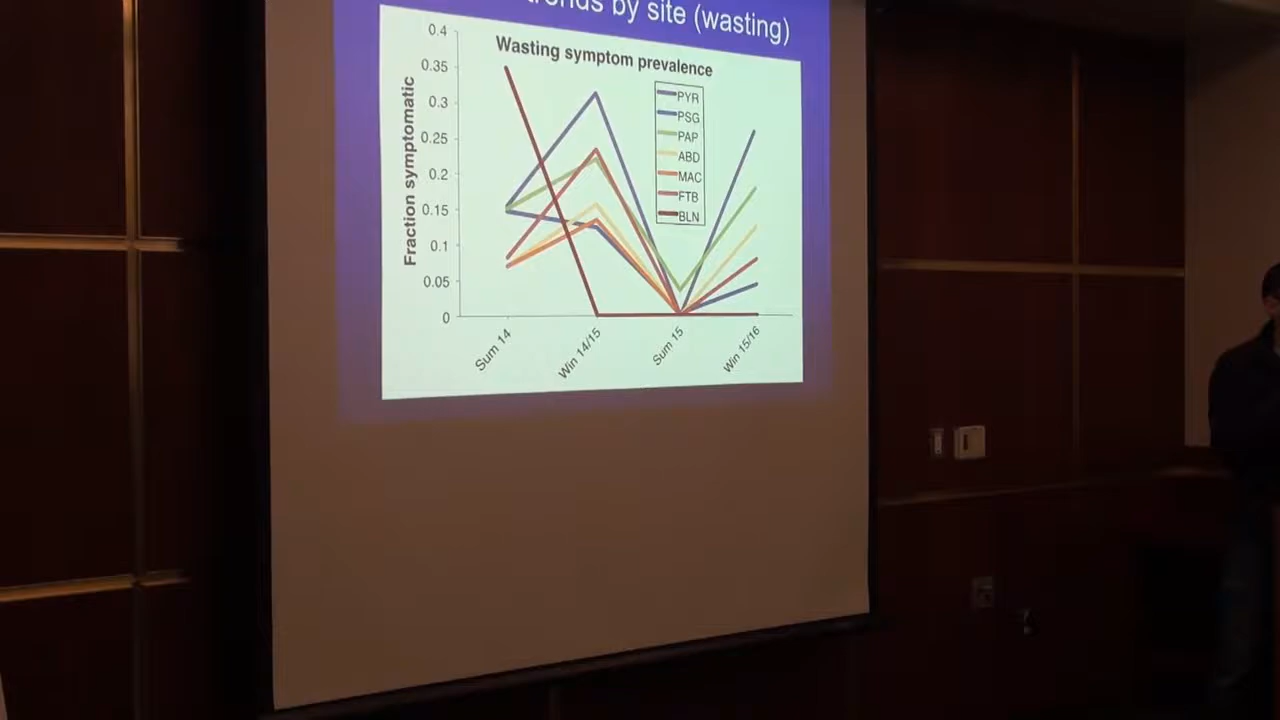 by site (wasting)
Wasting symptom prevalence
Fraction symptomatic
0.4
0.35
0.3
0.25
0.2
0.15
0.1
0.05
0
Sum 14
Win 14/15
Sum 15
Win 15/16
PYR
PSG
PAP
ABD
MAC
FTB
BLN